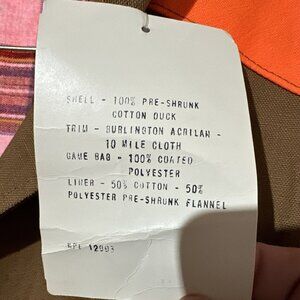 SHELL - 100% PRE-SHRUNK
COTTON DUCK
TRIM - BURLINGTON ACRILAN -
10 MILE CLOTH
GAME BAG - 100% COATED
POLYESTER
LINER - 50% COTTON - 50%
POLYESTER PRE-SHRUNK FLANNEL
12993